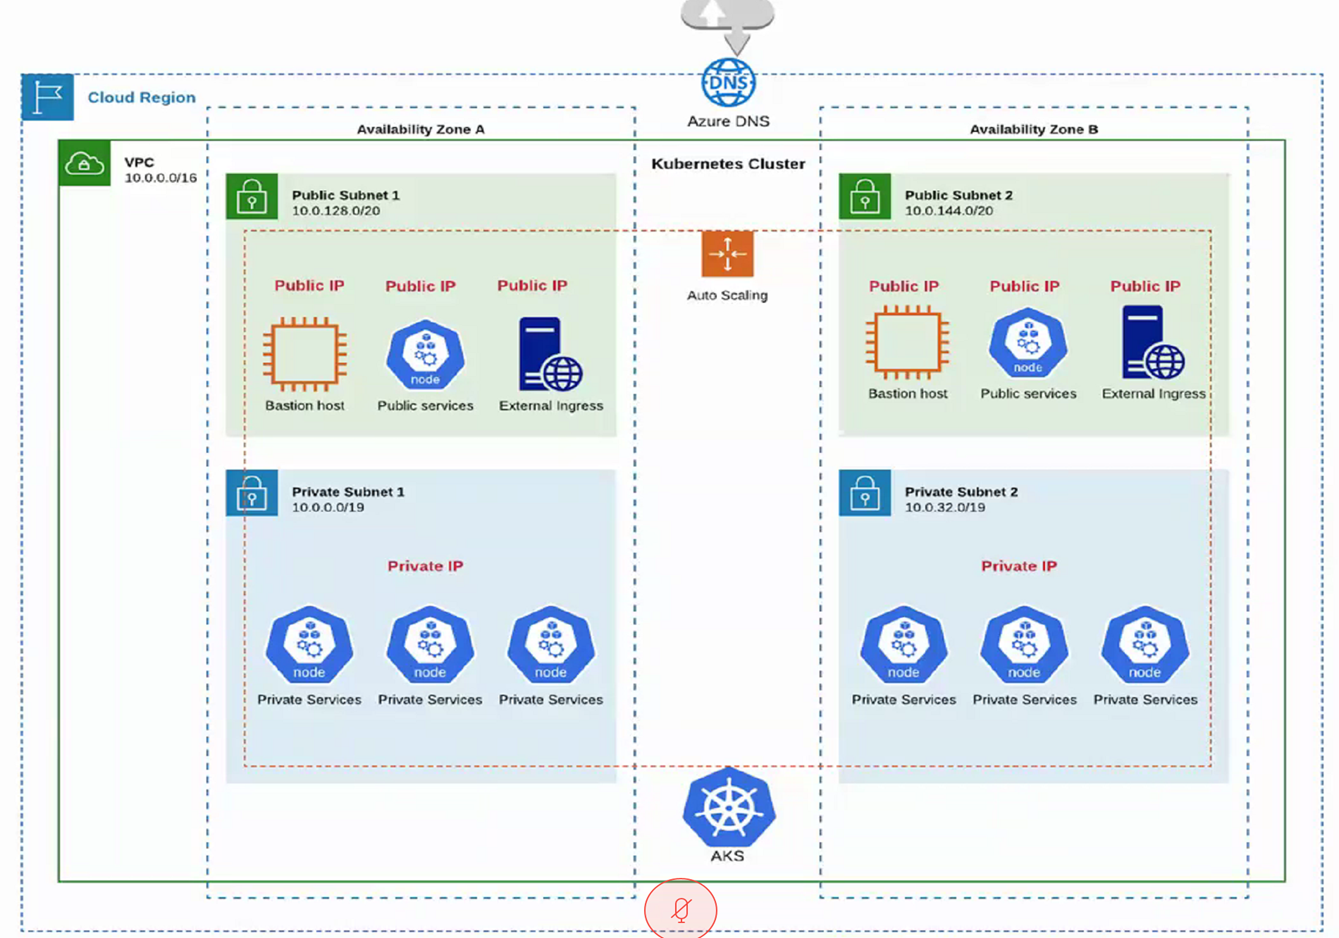 DNS
Azure DNS
Cloud Region
Availability Zone A
Availability Zone B
VPC
10.0.0.0/16
Kubernetes Cluster
Public Subnet 1
10.0.128.0/20
Public Subnet 2
10.0.144.0/20
Auto Scaling
Public IP
Public IP
Public IP
node
Bastion host
Public services
External Ingress
Public IP
Public IP
Public IP
node
Bastion host
Public services
External Ingress
Private Subnet 1
10.0.0.0/19
Private IP
node
node
node
Private Services
Private Services
Private Services
Private Subnet 2
10.0.32.0/19
Private IP
node
node
node
Private Services
Private Services
Private Services
AKS